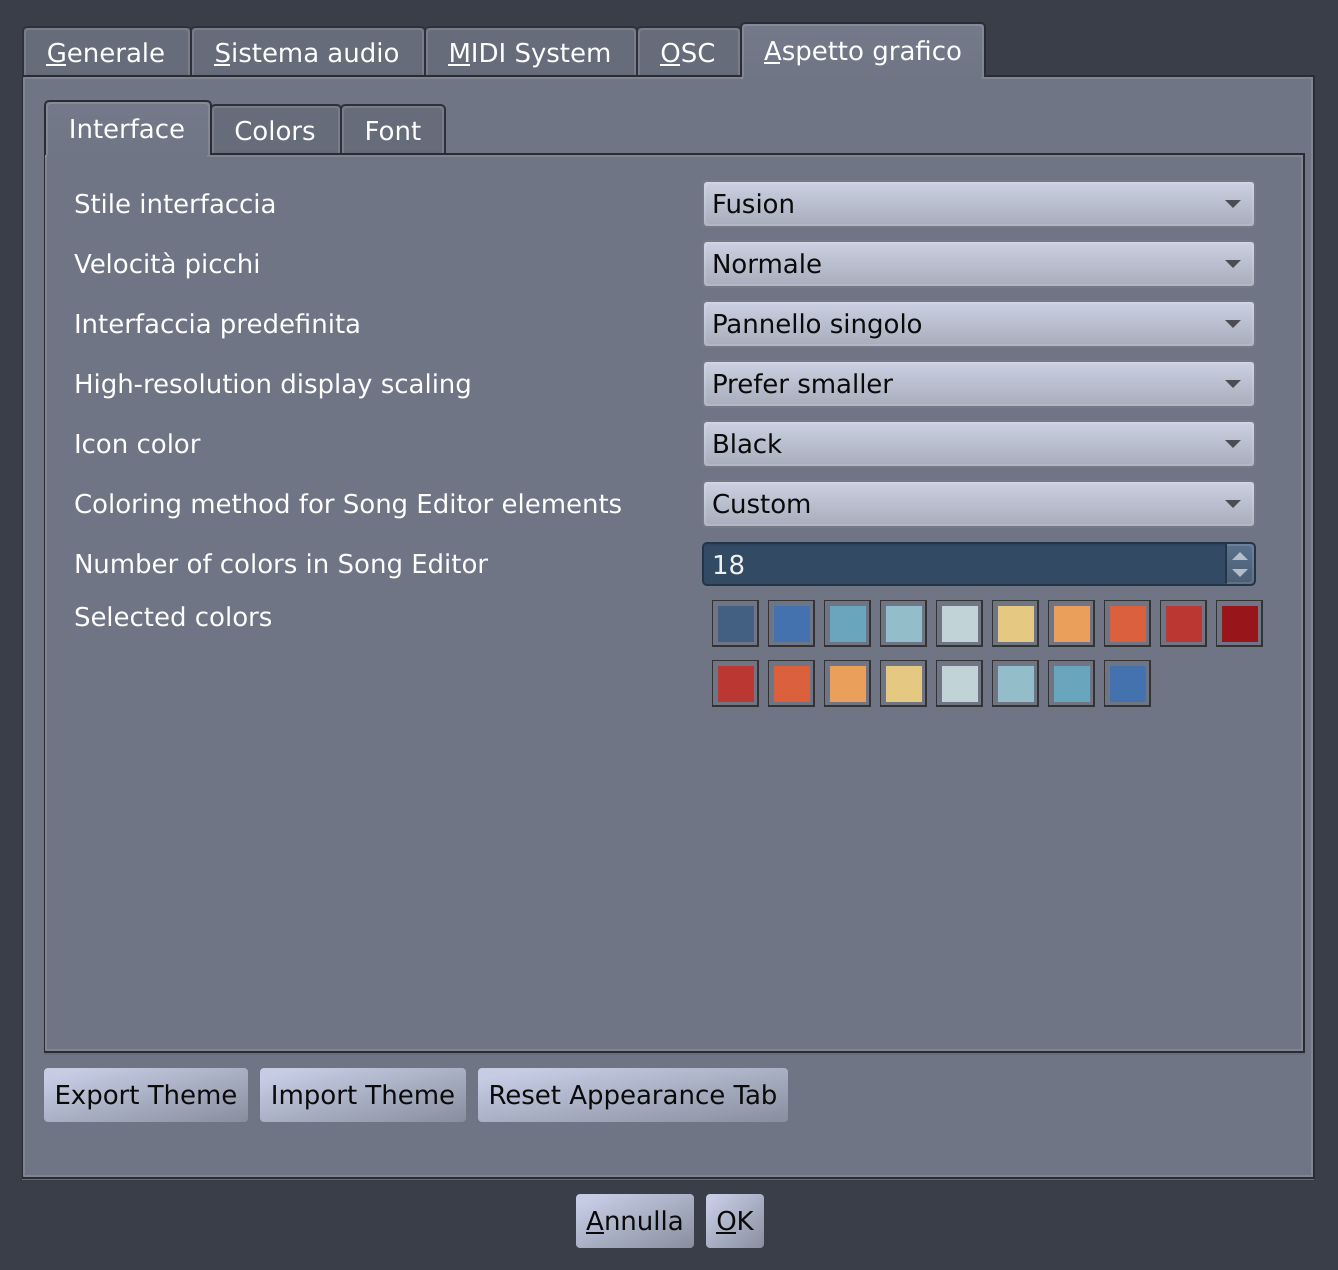 Generale Sistema audio MIDI System OSC Aspetto grafico
Interface Colors Font
Stile interfaccia Fusion
Velocità picchi Normale
Interfaccia predefinita Pannello singolo
High-resolution display scaling Prefer smaller
Icon color Black
Coloring method for Song Editor elements Custom
Number of colors in Song Editor 18
Selected colors
Export Theme Import Theme Reset Appearance Tab
Annulla OK